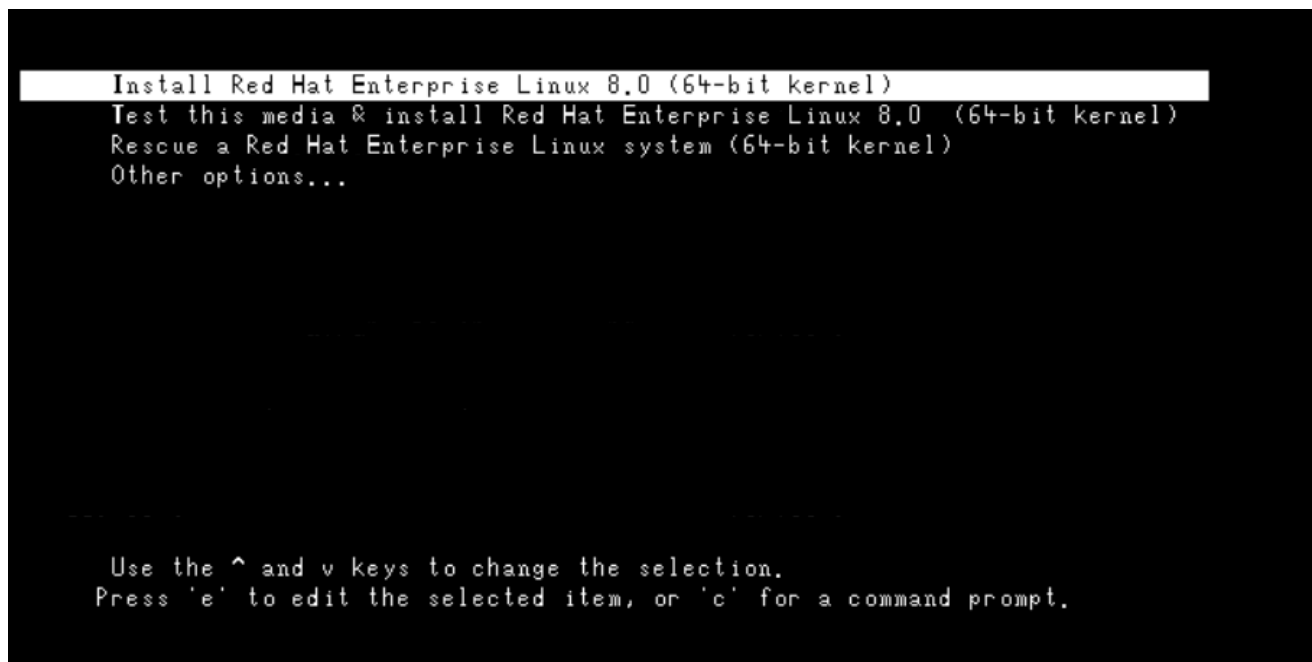 Install Red Hat Enterprise Linux 8.0 (64-bit kernel)
Test this media & install Red Hat Enterprise Linux 8.0  (64-bit kernel)
Rescue a Red Hat Enterprise Linux system (64-bit kernel)
Other options...
Use the ^ and v keys to change the selection.
Press 'e' to edit the selected item, or 'c' for a command prompt.